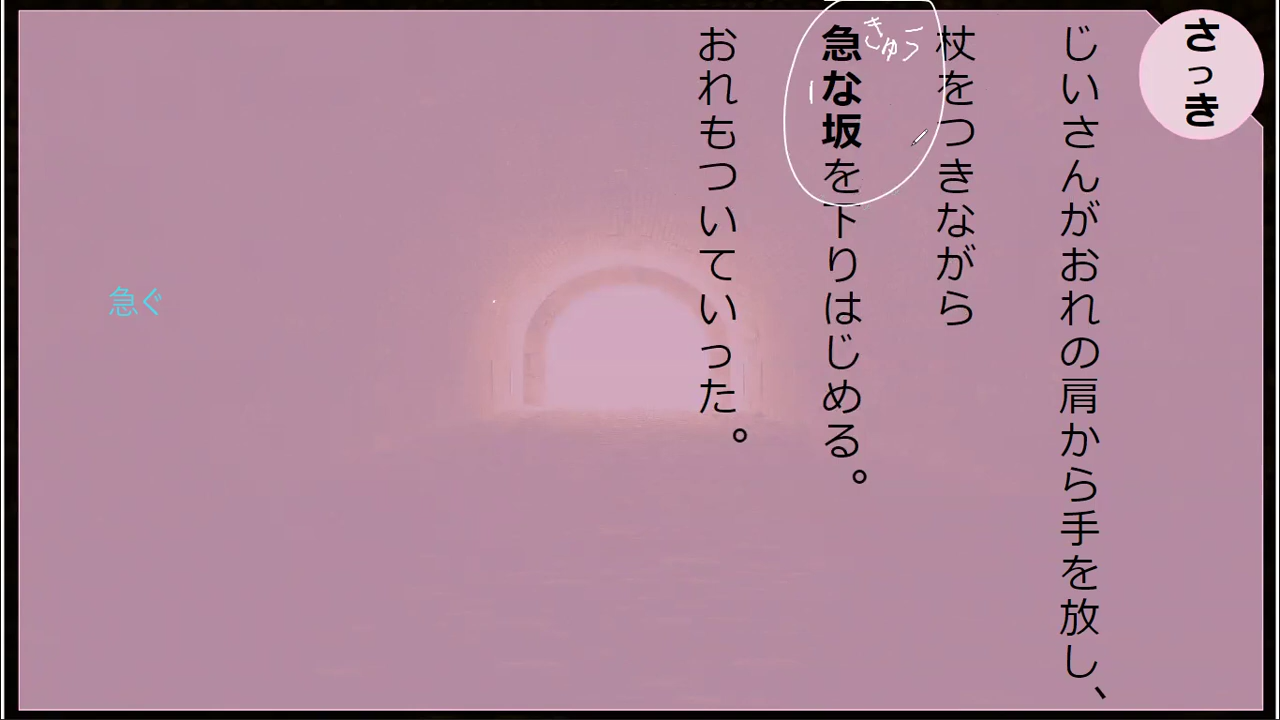 さっき
じいさんがおれの肩から手を放し、
杖をつきながら
急な坂を下りはじめる。
きゅう
おれもついていった。
急ぐ